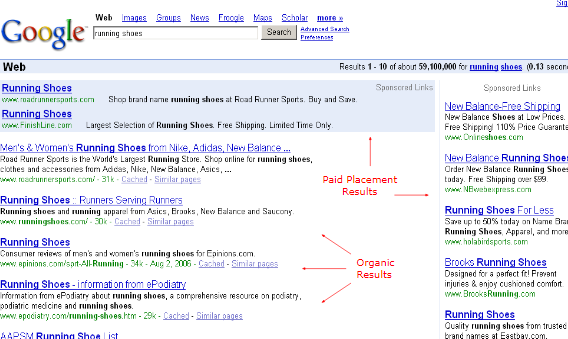 Sig
Web Images Groups News Froogle Maps Scholar more »
Google
running shoes Search Advanced Search
Preferences
Web Results 1 - 10 of about 59,100,000 for running shoes (0.13 secon
Running Shoes Sponsored Links
www.roadrunnersports.com Shop brand name running shoes at Road Runner Sports. Buy and Save.
Running Shoes
www.FinishLine.com Largest Selection of Running Shoes. Free Shipping. Limited Time Only.
Men's & Women's Running Shoes from Nike, Adidas, New Balance ...
Road Runner Sports is the World's Largest Running Store. Shop online for running shoes,
clothes and accessories from Adidas, Nike, New Balance, Asics, ...
www.roadrunnersports.com/ - 31k - Cached - Similar pages
Running Shoes :: Runners Serving Runners
Running shoes and running apparel from Asics, Brooks, New Balance and Saucony.
www.runningshoes.com/ - 30k - Cached - Similar pages
Running Shoes
Consumer reviews of men's and women's running shoes for Epinions.com.
www.epinions.com/sprt-All-Running - 34k - Aug 2, 2006 - Cached - Similar pages
Running Shoes - information from ePodiatry
Information from ePodiatry about running shoes, a comprehensive resource on podiatry,
podiatric medicine and running shoes.
www.epodiatry.com/running-shoes.htm - 29k - Cached - Similar pages
AAPSM Running Shoe List
Paid Placement
Results
Organic
Results
Sponsored Links
New Balance-Free Shipping
New Balance Shoes at Low Prices.
Free Shipping! 110% Price Guarantee
www.Onlineshoes.com
New Balance Running Shoes
Order New Balance Running Shoes
today. Free Shipping over $99.
www.NBwebexpress.com
Running Shoes For Less
Save up to 50% today on Name Brand
Running Shoes, Apparel, and more
www.holabirdsports.com
Brooks Running Shoes
Designed for a perfect fit! Prevent
injuries & enjoy cushioned comfort.
www.BrooksRunning.com
Running Shoes
Quality running shoes from trusted
brand names at Eastbay.com.